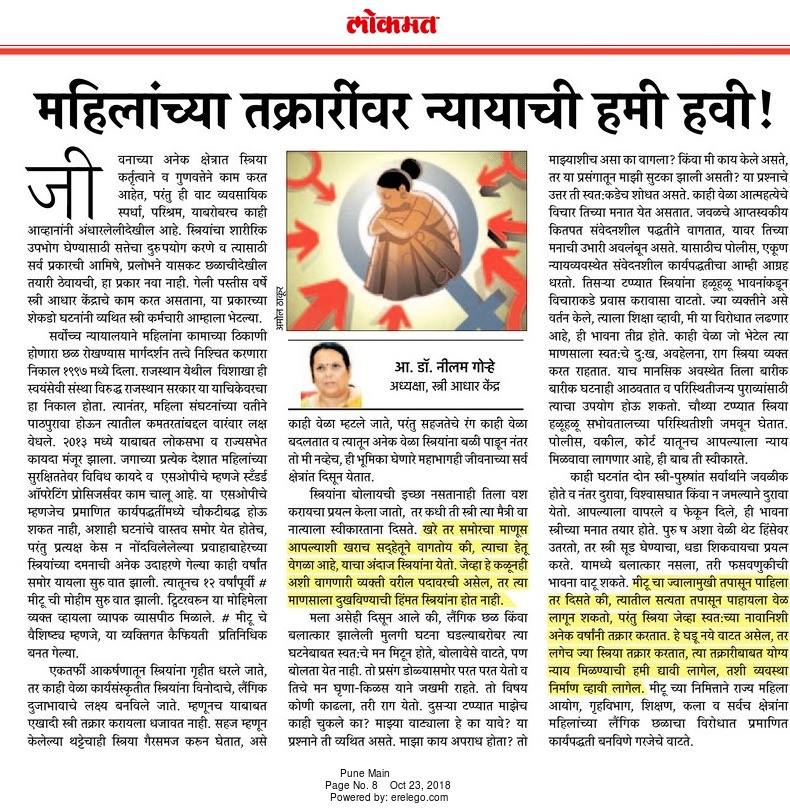 लोकमत
महिलांच्या तक्रारींवर न्यायाची हमी हवी!
जी
वनाच्या अनेक क्षेत्रात स्त्रिया
कर्तृत्वाने व गुणवत्तेने काम करत
आहेत, परंतु ही वाट व्यवसायिक
स्पर्धा, परिश्रम, याबरोबरच काही
आव्हानांनी अंधारलेलीदेखील आहे. स्त्रियांचा शारीरिक
उपभोग घेण्यासाठी सत्तेचा दुरुपयोग करणे व त्यासाठी
सर्व प्रकारची आमिषे, प्रलोभने यासकट छळाचीदेखील
तयारी ठेवायची, हा प्रकार नवा नाही. गेली पस्तीस वर्षे
स्त्री आधार केंद्राचे काम करत असताना, या प्रकारच्या
शेकडो घटनांनी व्यथित स्त्री कर्मचारी आम्हाला भेटल्या.
सर्वोच्च न्यायालयाने महिलांना कामाच्या ठिकाणी
होणारा छळ रोखण्यास मार्गदर्शन तत्त्वे निश्चित करणारा
निकाल १९९७ मध्ये दिला. राजस्थान येथील विशाखा ही
स्वयंसेवी संस्था विरुद्ध राजस्थान सरकार या याचिकेवरचा
हा निकाल होता. त्यानंतर, महिला संघटनांच्या वतीने
पाठपुरावा होऊन त्यातील कमतरतांबद्दल वारंवार लक्ष
वेधले. २०१३ मध्ये याबाबत लोकसभा व राज्यसभेत
कायदा मंजूर झाला. जगाच्या प्रत्येक देशात महिलांच्या
सुरक्षिततेवर विविध कायदे व एसओपीचे म्हणजे स्टँडर्ड
ऑपरेटिंग प्रोसिजर्सवर काम चालू आहे. या एसओपीचे
म्हणजेच प्रमाणित कार्यपद्धतींमध्ये चौकटीबद्ध होऊ
शकत नाही, अशाही घटनांचे वास्तव समोर येत होतेच,
परंतु प्रत्यक्ष केस न नोंदविलेलेल्या प्रवाहाबाहेरच्या
स्त्रियांच्या दमनाची अनेक उदाहरणे गेल्या काही वर्षांत
समोर यायला सुरुवात झाली. त्यातूनच १२ वर्षांपूर्वी #
मीटू ची मोहीम सुरु वात झाली. ट्विटरवरून या मोहिमेला
व्यक्त व्हायला व्यापक व्यासपीठ मिळाले. # मीटू चे
वैशिष्ट्य म्हणजे, या व्यक्तिगत कैफियती प्रतिनिधिक
बनत गेल्या.
एकतर्फी आकर्षणातून स्त्रियांना गृहीत धरले जाते,
तर काही वेळा कार्यसंस्कृतीत स्त्रियांना विनोदाचे, लैंगिक
दुजाभावाचे लक्ष्य बनविले जाते. म्हणूनच याबाबत
एखादी स्त्री तक्रार करायला धजावत नाही. सहज म्हणून
केलेल्या थट्टेचाही स्त्रिया गैरसमज करुन घेतात, असे
अमोल ठाकूर
आ. डॉ. नीलम गोऱ्हे
अध्यक्षा, स्त्री आधार केंद्र
काही वेळा म्हटले जाते, परंतु सहजतेचे रंग काही वेळा
बदलतात व त्यातून अनेक वेळा स्त्रियांना बळी पाडून नंतर
तो मी नव्हेच, ही भूमिका घेणारे महाभागही जीवनाच्या सर्व
क्षेत्रांत दिसून येतात.
स्त्रियांना बोलायची इच्छा नसतानाही तिला वश
करायचा प्रयत्न केला जातो, तर कधी ती स्त्री त्या मैत्री वा
नात्याला स्वीकारताना दिसते. खरे तर समोरचा माणूस
आपल्याशी खराच सद्हेतूने वागतोय की, त्याचा हेतू
वेगळा आहे, याचा अंदाज स्त्रियांना येतो. जेव्हा हे कळूनही
अशी वागणारी व्यक्ती वरील पदावरची असेल, तर त्या
माणसाला दुखविण्याची हिंमत स्त्रियांना होत नाही.
मला असेही दिसून आले की, लैंगिक छळ किंवा
बलात्कार झालेली मुलगी घटना घडल्याबरोबर त्या
घटनेबाबत स्वत:चे मन मिटून होते, बोलावेसे वाटते, पण
बोलता येत नाही. तो प्रसंग डोळ्यासमोर परत परत येतो व
तिचे मन घृणा-किळस याने जखमी राहते. तो विषय
कोणी काढला, तरी राग येतो. दुसऱ्या टप्प्यात माझेच
काही चुकले का? माझ्या वाट्याला हे का यावे? या
प्रश्नाने ती व्यथित असते. माझा काय अपराध होता? तो
माझ्याशीच असा का वागला? किंवा मी काय केले असते,
तर या प्रसंगातून माझी सुटका झाली असती? या प्रश्नाचे
उत्तर ती स्वत:कडेच शोधत असते. काही वेळा आत्महत्येचे
विचार तिच्या मनात येत असतात. जवळचे आप्तस्वकीय
कितपत संवेदनशील पद्धतीने वागतात, यावर तिच्या
मनाची उभारी अवलंबून असते. यासाठीच पोलीस, एकूण
न्यायव्यवस्थेत संवेदनशील कार्यपद्धतीचा आम्ही आग्रह
धरतो. तिसऱ्या टप्प्यात स्त्रियांना हळूहळू भावनांकडून
विचाराकडे प्रवास करावासा वाटतो. ज्या व्यक्तीने असे
वर्तन केले, त्याला शिक्षा व्हावी, मी या विरोधात लढणार
आहे, ही भावना तीव्र होते. काही वेळा जो भेटेल त्या
माणसाला स्वत:चे दु:ख, अवहेलना, राग स्त्रिया व्यक्त
करत राहतात. याच मानसिक अवस्थेत तिला बारीक
बारीक घटनाही आठवतात व परिस्थितीजन्य पुराव्यांसाठी
त्याचा उपयोग होऊ शकतो. चौथ्या टप्प्यात स्त्रिया
हळूहळू सभोवतालच्या परिस्थितीशी जमवून घेतात.
पोलीस, वकील, कोर्ट यातूनच आपल्याला न्याय
मिळवावा लागणार आहे, ही बाब ती स्वीकारते.
काही घटनांत दोन स्त्री-पुरुषांत सर्वार्थाने जवळीक
होते व नंतर दुरावा, विश्वासघात किंवा न जमल्याने दुरावा
येतो. आपल्याला वापरले व फेकून दिले, ही भावना
स्त्रीच्या मनात तयार होते. पुरु ष अशा वेळी थेट हिंसेवर
उतरतो, तर स्त्री सूड घेण्याचा, धडा शिकवायचा प्रयत्न
करते. यामध्ये बलात्कार नसला, तरी फसवणुकीची
भावना वाटू शकते. मीटू चा ज्वालामुखी तपासून पाहिला
तर दिसते की, त्यातील सत्यता तपासून पाहायला वेळ
लागून शकतो, परंतु स्त्रिया जेव्हा स्वत:च्या नावानिशी
अनेक वर्षांनी तक्रार करतात. हे घडू नये वाटत असेल, तर
लगेच ज्या स्त्रिया तक्रार करतात, त्या तक्रारीबाबत योग्य
न्याय मिळण्याची हमी द्यावी लागेल, तशी व्यवस्था
निर्माण व्हावी लागेल. मीटू च्या निमिताने राज्य महिला
आयोग, गृहविभाग, शिक्षण, कला व सर्वच क्षेत्रांना
महिलांच्या लैंगिक छळाचा विरोधात प्रमाणित
कार्यपद्धती बनविणे गरजेचे वाटते.
Pune Main
Page No. 8 Oct 23, 2018
Powered by: erelego.com